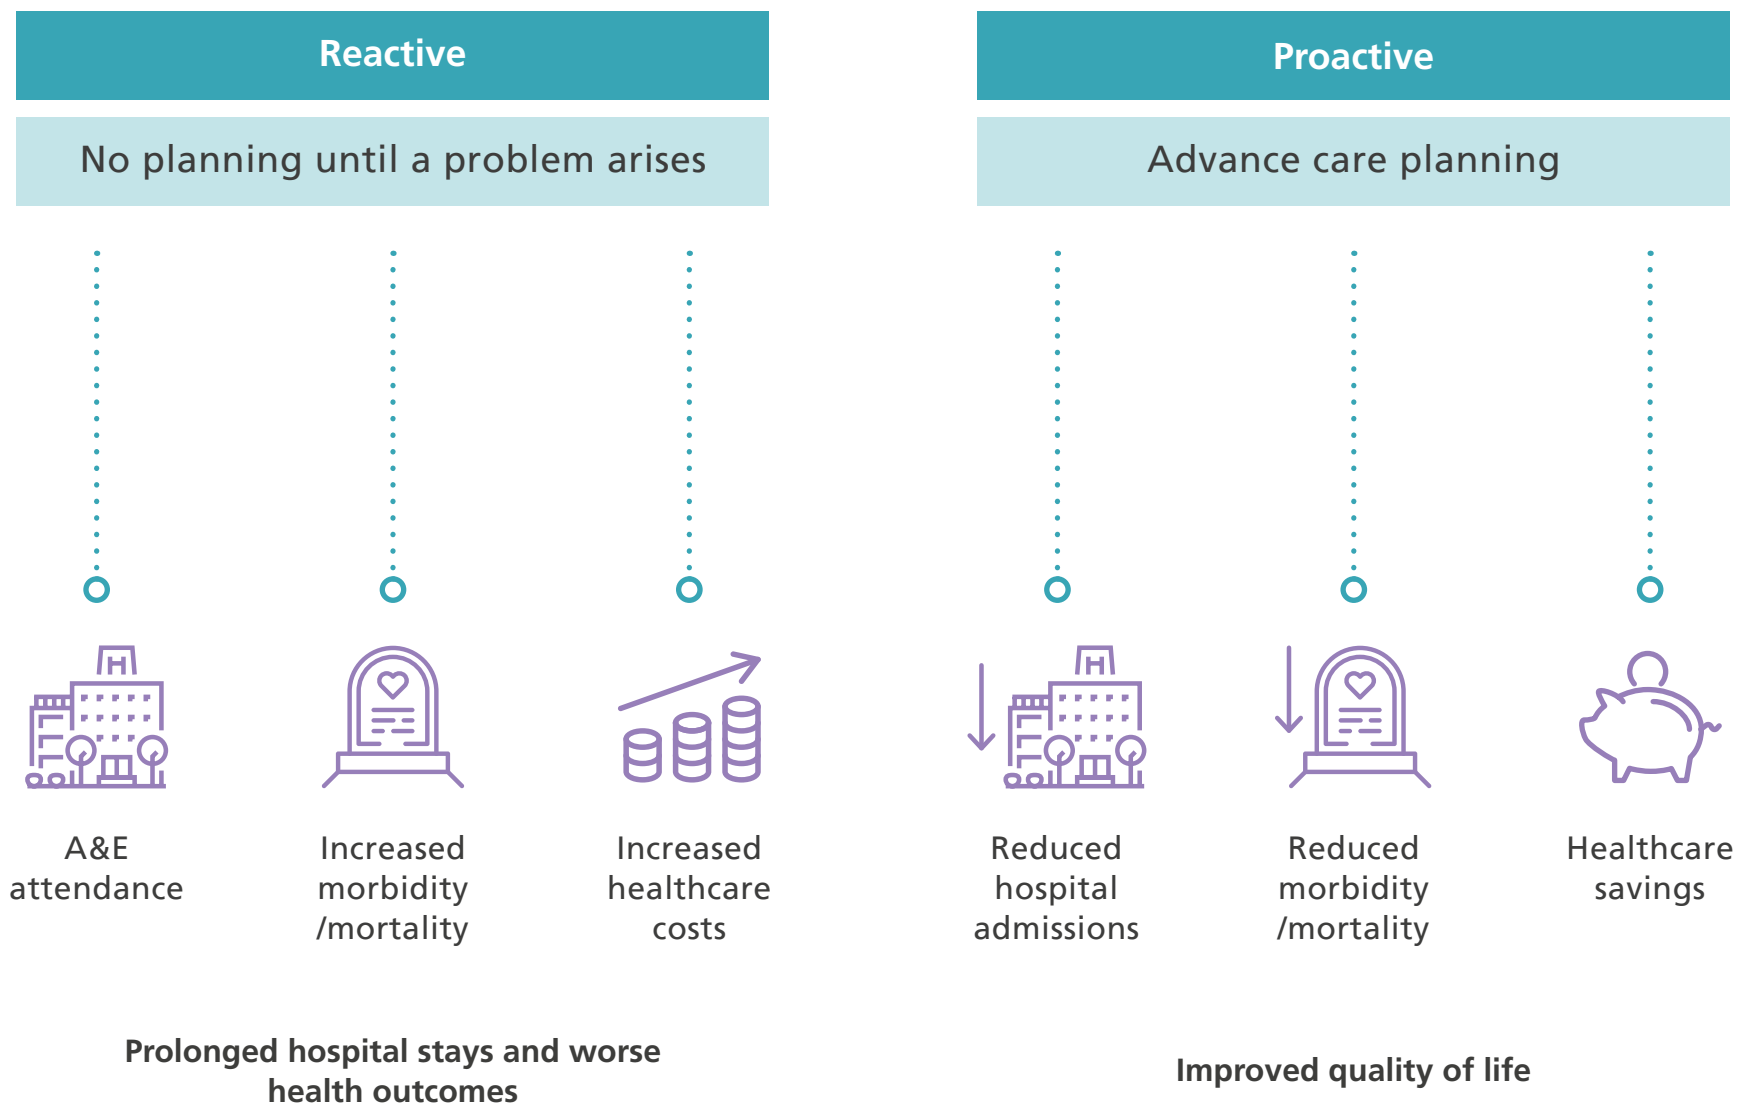 Reactive
No planning until a problem arises
H
A&E
attendance
Increased
morbidity
/mortality
Increased
healthcare
costs
Prolonged hospital stays and worse
health outcomes
Proactive
Advance care planning
H
Reduced
hospital
admissions
Reduced
morbidity
/mortality
Healthcare
savings
Improved quality of life